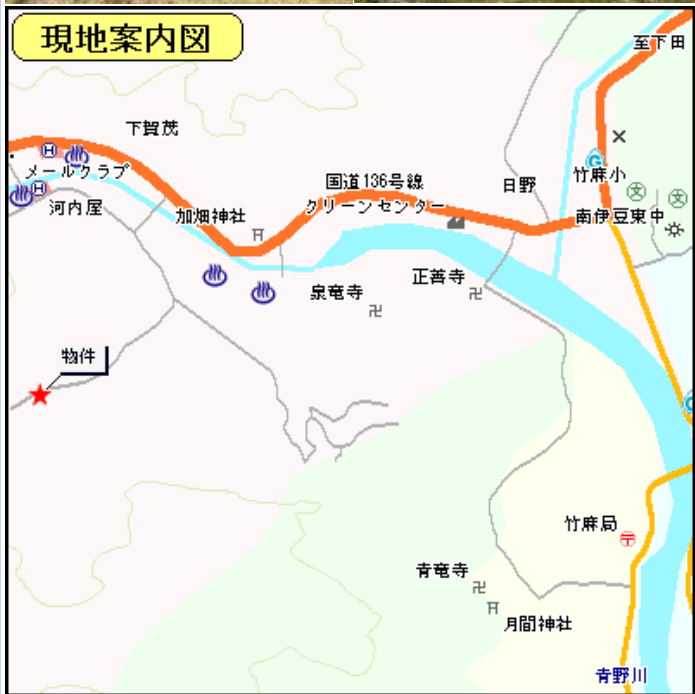 現地案内図
至下田
下賀茂
メールクラブ
河内屋
加畑神社
国道136号線
クリーンセンター
日野
竹麻小
南伊豆東中
泉竜寺
正善寺
物件
竹麻局
青竜寺
月間神社
青野川